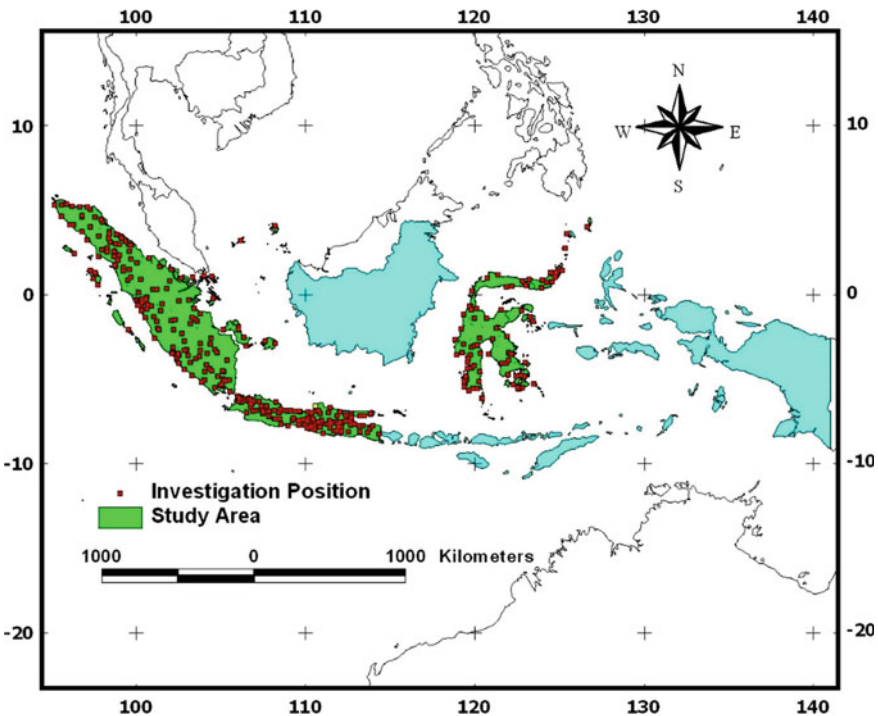 100 110 120 130 140
N
W E
S
10 10
0 0
-10 -10
Investigation Position
Study Area
1000 0 1000 Kilometers
-20 -20
100 110 120 130 140